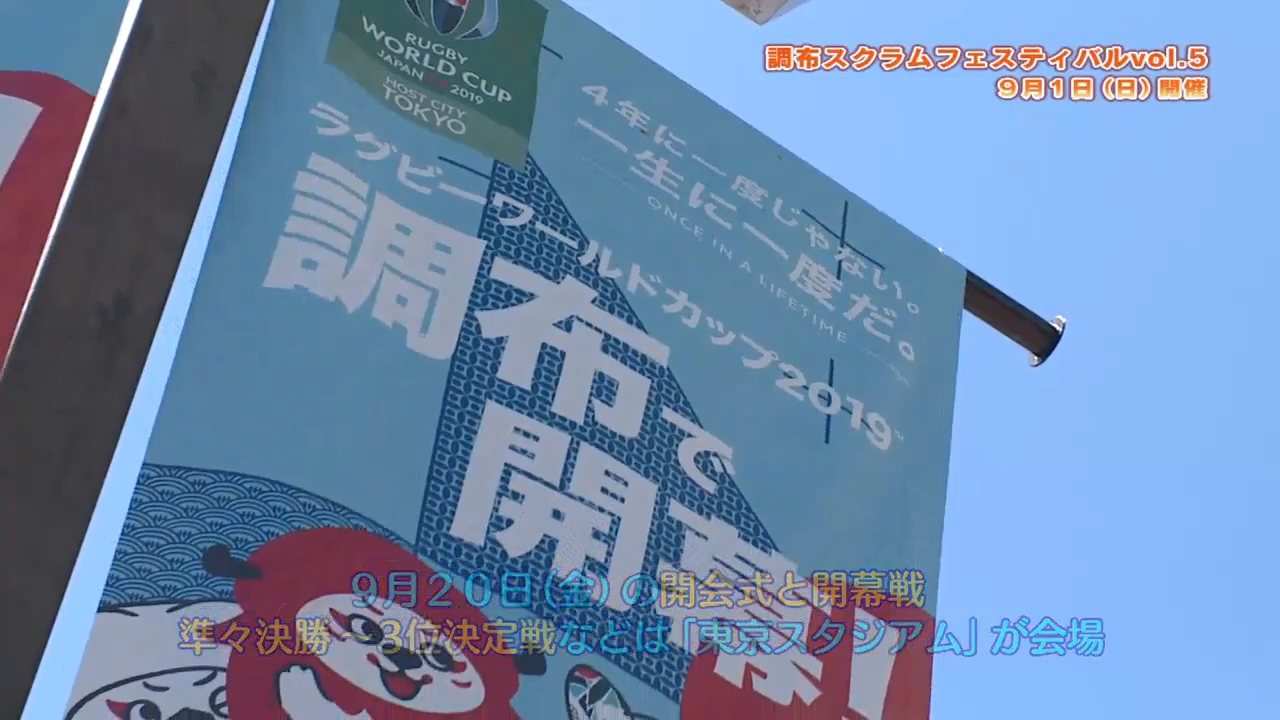 調布スクラムフェスティバルvol.5
9月1日(日)開催
RUGBY
WORLD CUP
JAPAN 2019
HOST CITY
TOKYO
4年に一度じゃない。
一生に一度だ。
ONCE IN A LIFETIME
ラグビーワールドカップ2019™
調布で
開幕!
9月20日(金)の開会式と開幕戦
準々決勝~3位決定戦などは「東京スタジアム」が会場